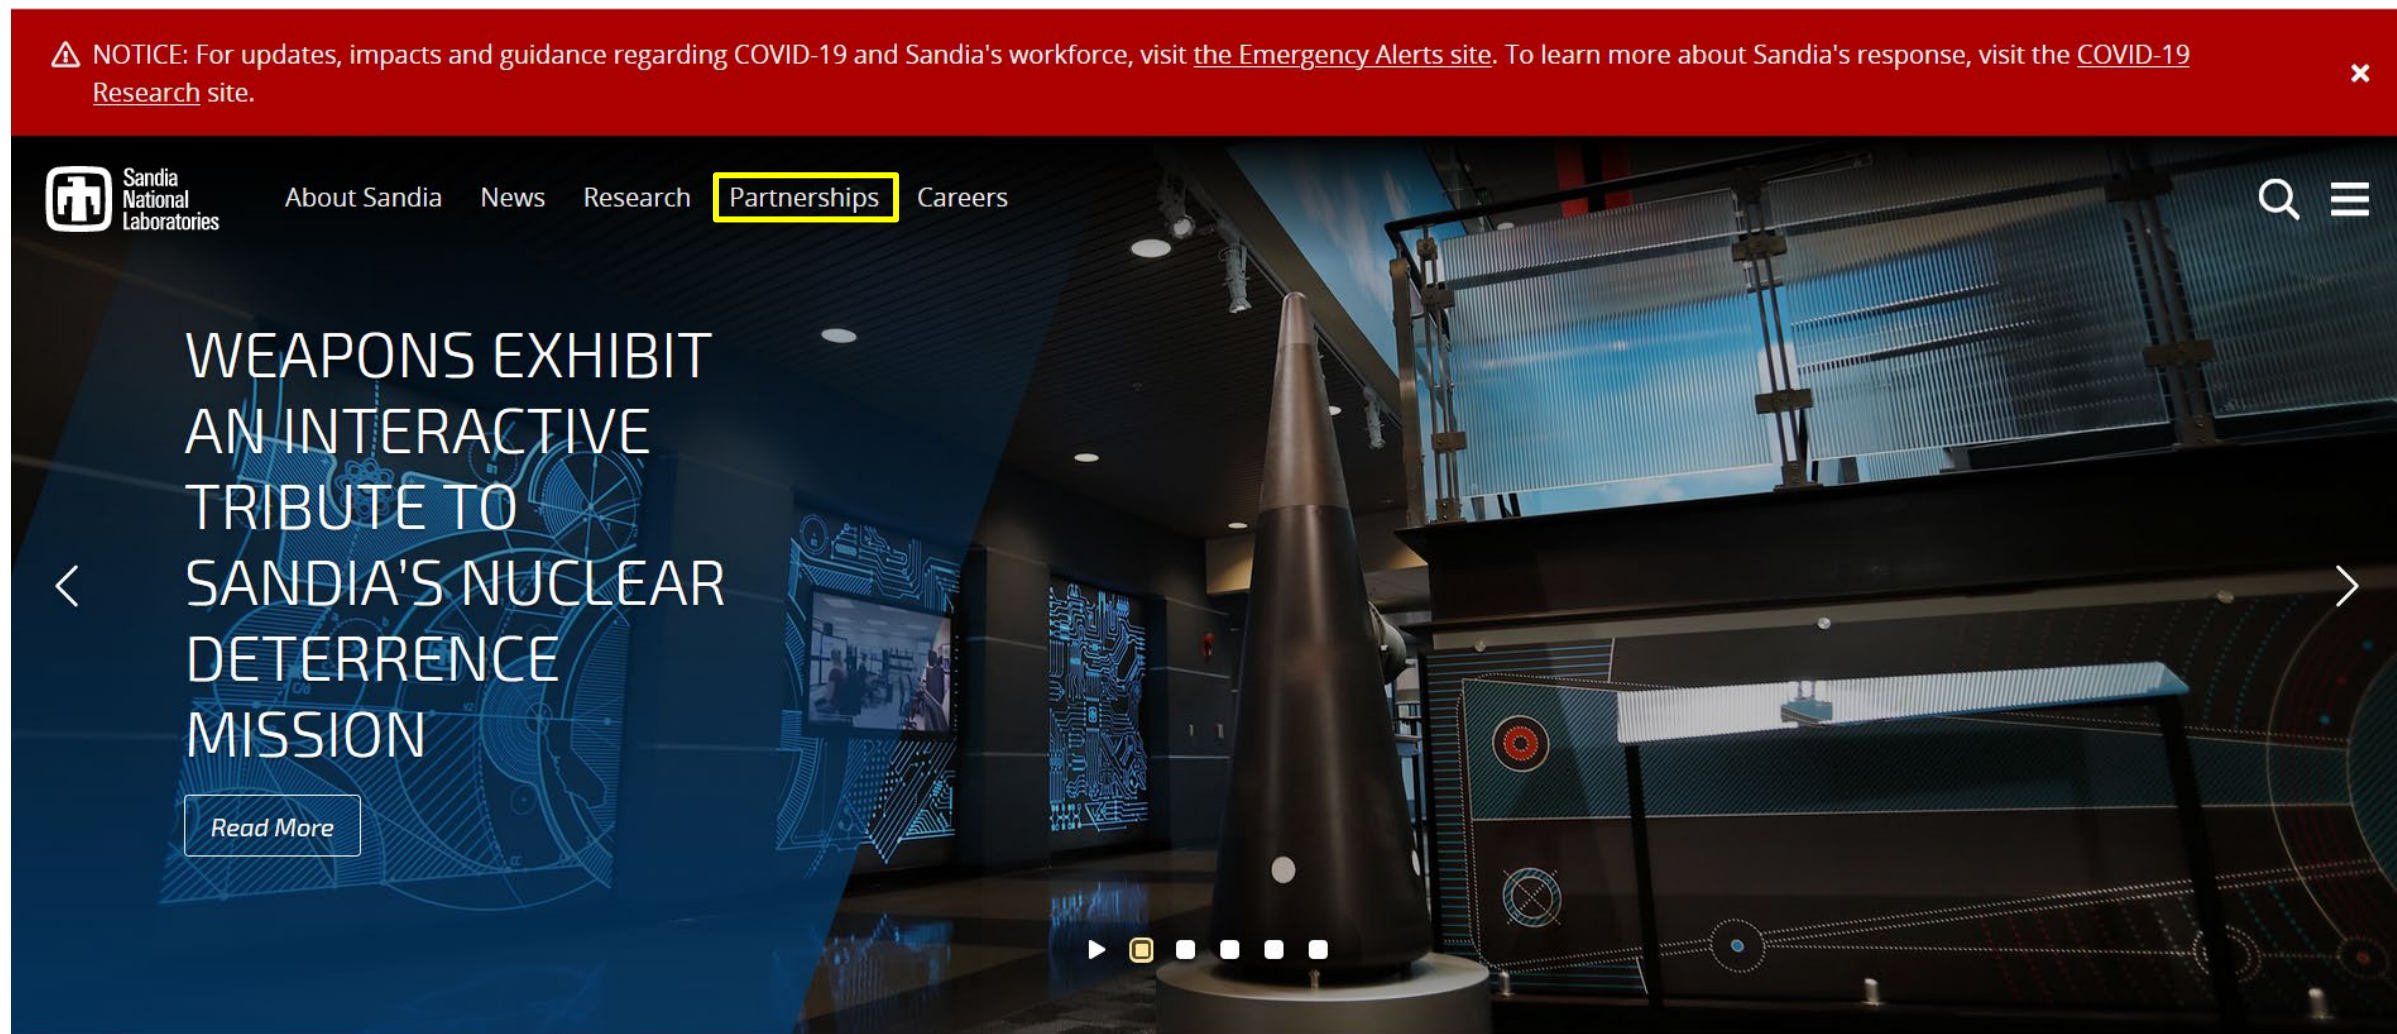 NOTICE: For updates, impacts and guidance regarding COVID-19 and Sandia's workforce, visit the Emergency Alerts site. To learn more about Sandia's response, visit the COVID-19
Research site.
Sandia
National
Laboratories
About Sandia News Research Partnerships Careers
WEAPONS EXHIBIT
AN INTERACTIVE
TRIBUTE TO
SANDIA’S NUCLEAR
DETERRENCE
MISSION
Read More